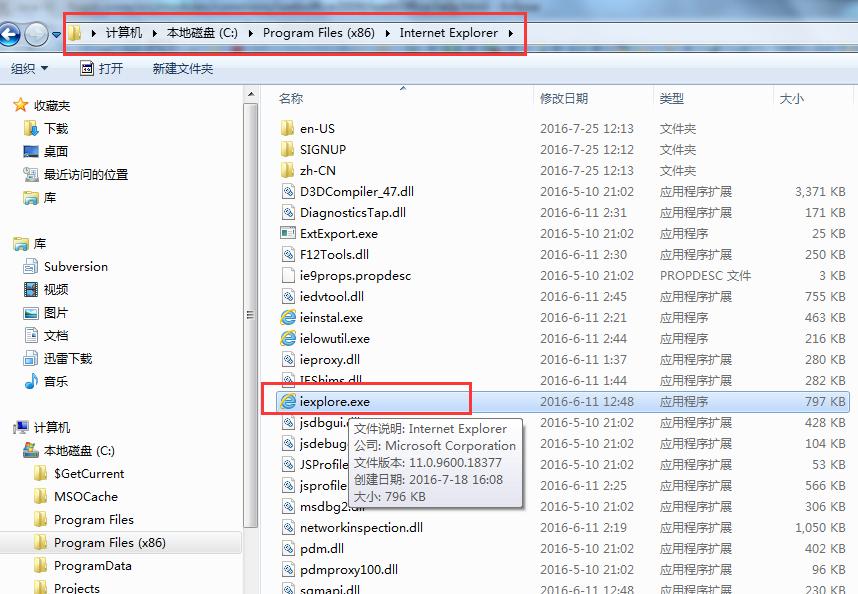 计算机 本地磁盘 (C:) Program Files (x86) Internet Explorer
组织 打开 新建文件夹
收藏夹
下载
桌面
最近访问的位置
库
库
Subversion
视频
图片
文档
迅雷下载
音乐
计算机
本地磁盘 (C:)
$GetCurrent
MSOCache
Program Files
Program Files (x86)
ProgramData
Projects
名称 修改日期 类型 大小
en-US 2016-7-25 12:13 文件夹
SIGNUP 2016-7-25 12:12 文件夹
zh-CN 2016-7-25 12:13 文件夹
D3DCompiler_47.dll 2016-5-10 21:02 应用程序扩展 3,371 KB
DiagnosticsTap.dll 2016-6-11 2:31 应用程序扩展 171 KB
ExtExport.exe 2016-5-10 21:02 应用程序 25 KB
F12Tools.dll 2016-6-11 2:30 应用程序扩展 250 KB
ie9props.propdesc 2016-5-10 21:02 PROPDESC 文件 3 KB
iedvtool.dll 2016-6-11 2:45 应用程序扩展 755 KB
ieinstal.exe 2016-6-11 2:21 应用程序 463 KB
ielowutil.exe 2016-6-11 2:44 应用程序 216 KB
ieproxy.dll 2016-6-11 1:37 应用程序扩展 280 KB
IEShims.dll 2016-6-11 1:44 应用程序扩展 282 KB
iexplore.exe 2016-6-11 12:48 应用程序 797 KB
jsdbgui. 2016-5-10 21:02 应用程序扩展 428 KB
jsdebug 2016-5-10 21:02 应用程序扩展 104 KB
JSProfile 2016-5-10 21:02 应用程序扩展 53 KB
jsprofile 2016-6-11 2:25 应用程序扩展 566 KB
msdbg2.dll 2016-5-10 21:02 应用程序扩展 306 KB
networkinspection.dll 2016-6-11 2:19 应用程序扩展 1,050 KB
pdm.dll 2016-5-10 21:02 应用程序扩展 402 KB
pdmproxy100.dll 2016-5-10 21:02 应用程序扩展 96 KB
sqmapi.dll 2016-6-11 12:48 应用程序扩展 230 KB
文件说明: Internet Explorer
公司: Microsoft Corporation
文件版本: 11.0.9600.18377
创建日期: 2016-7-18 16:08
大小: 796 KB